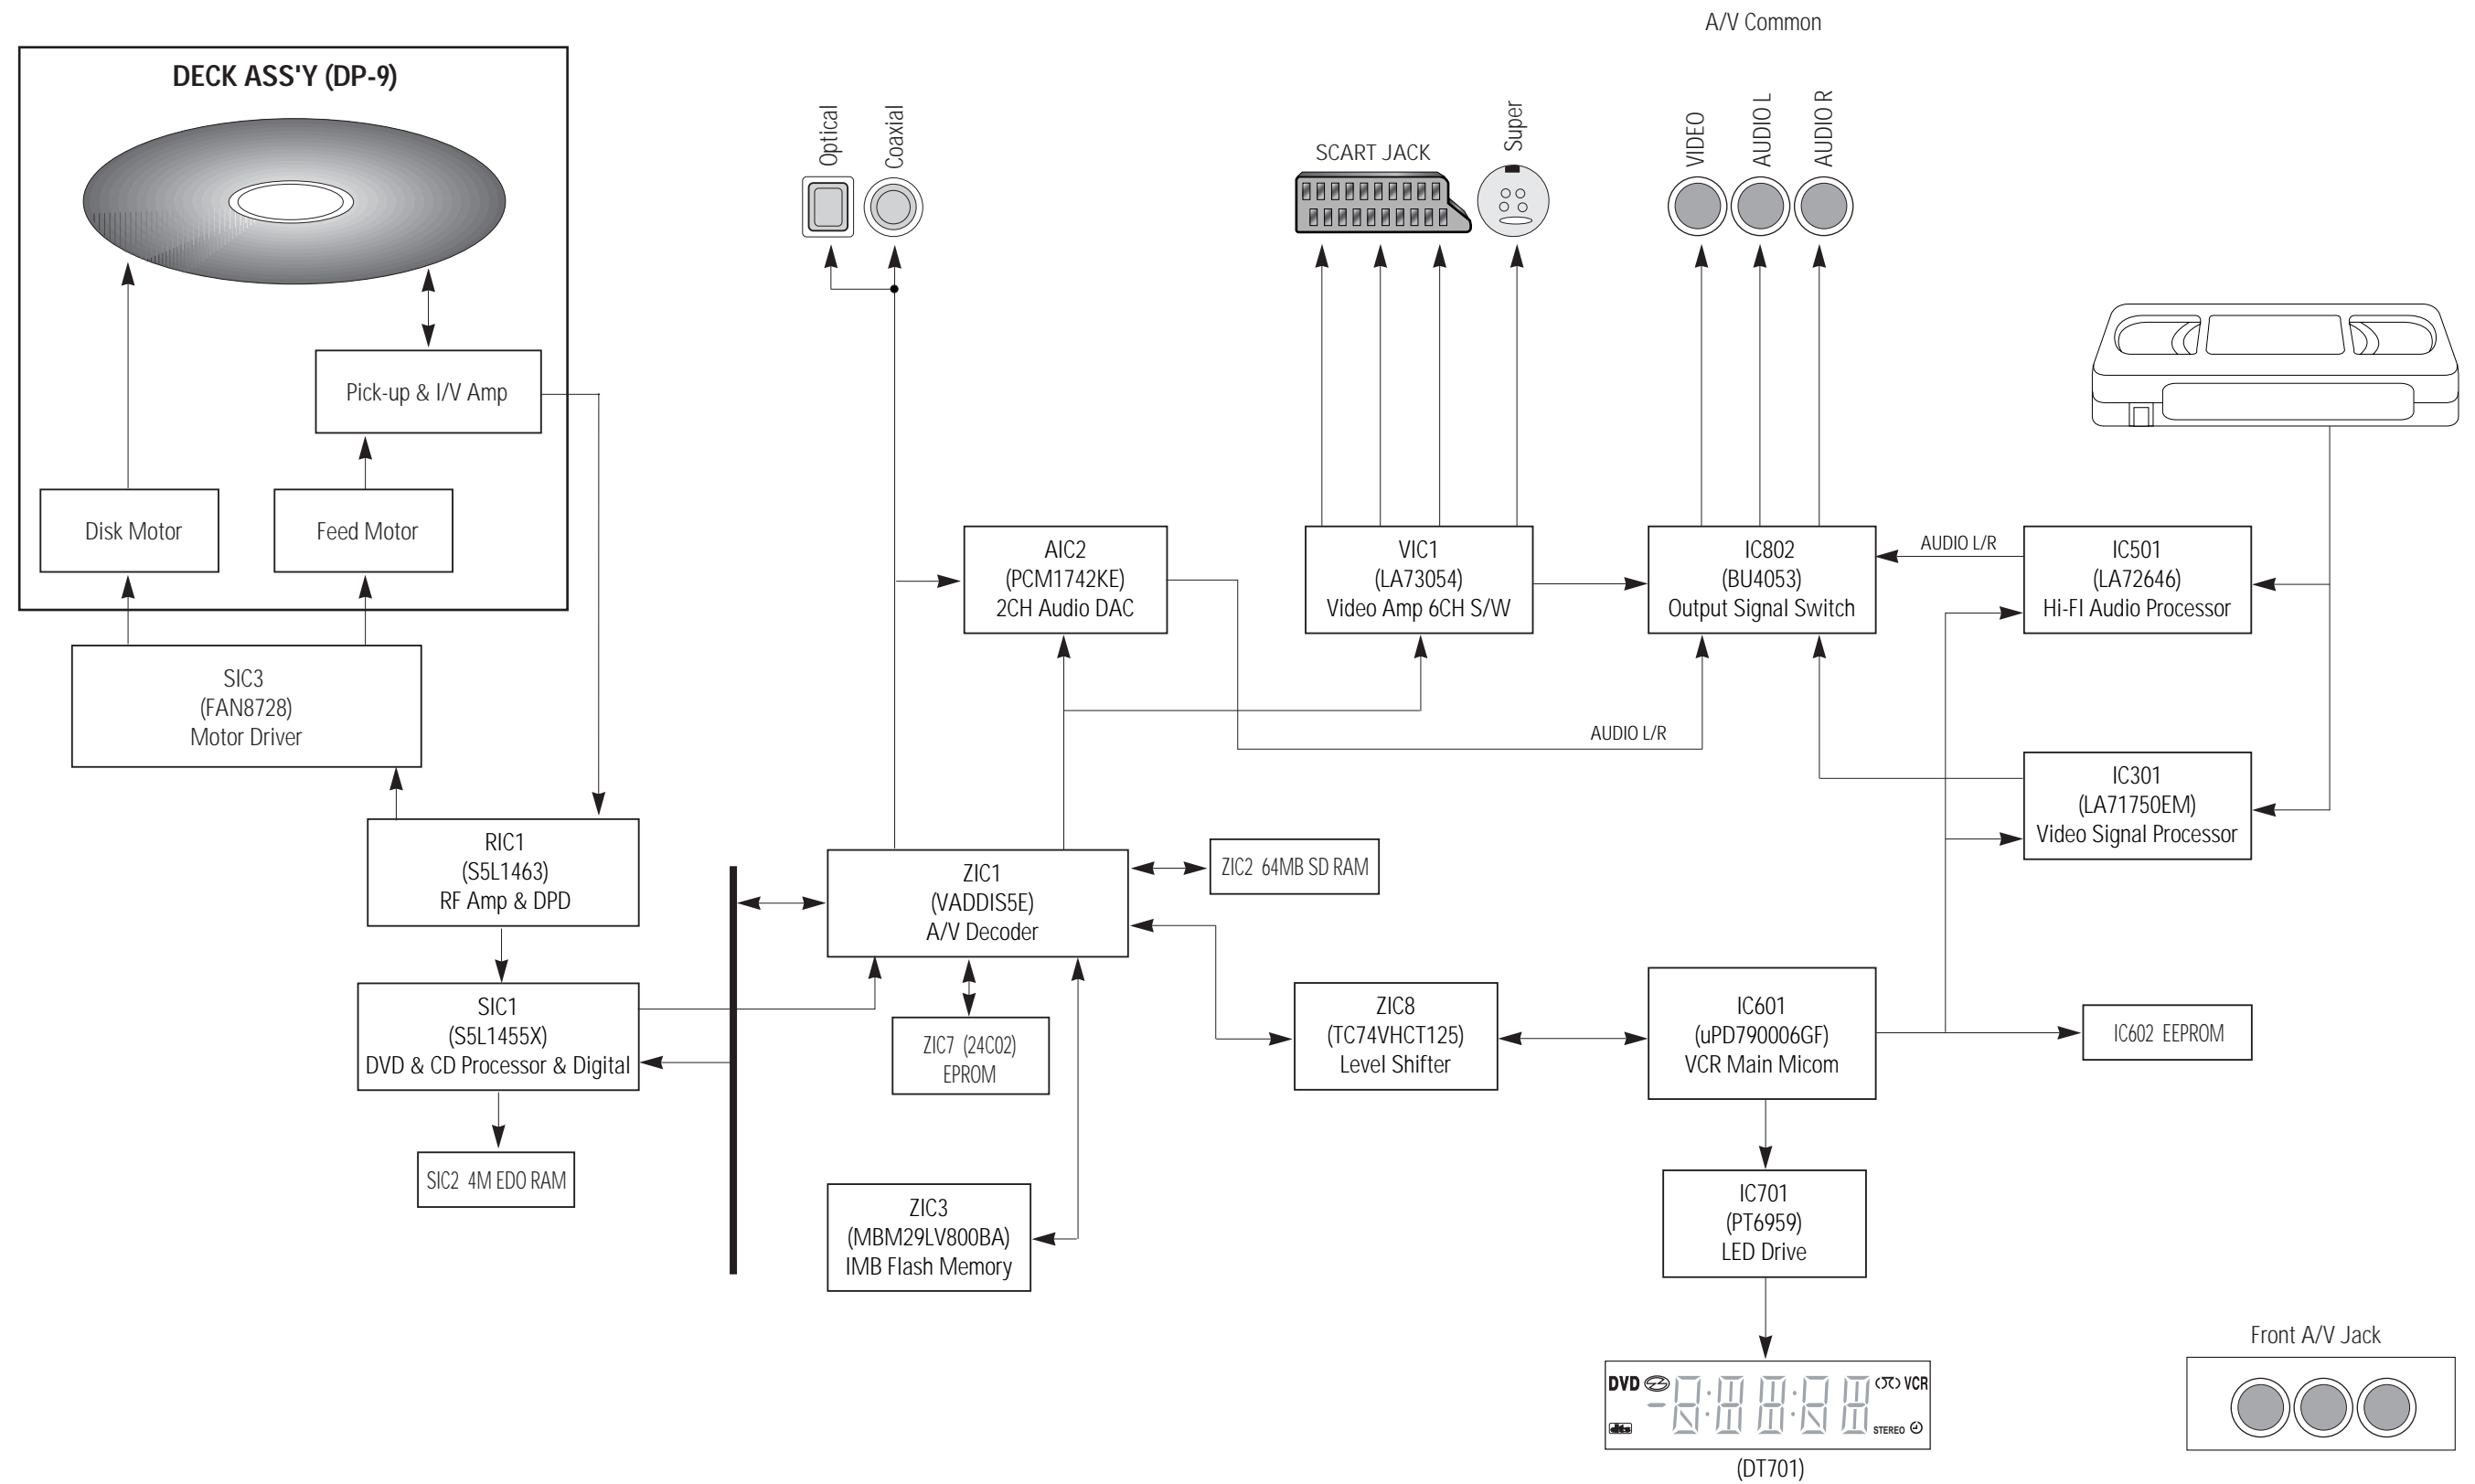 A/V Common
DECK ASS'Y (DP-9)
Optical
Coaxial
SCART JACK
Super
VIDEO
AUDIO L
AUDIO R
Pick-up & I/V Amp
Disk Motor
Feed Motor
AIC2
(PCM1742KE)
2CH Audio DAC
VIC1
(LA73054)
Video Amp 6CH S/W
IC802
(BU4053)
Output Signal Switch
AUDIO L/R
IC501
(LA72646)
Hi-FI Audio Processor
SIC3
(FAN8728)
Motor Driver
AUDIO L/R
IC301
(LA71750EM)
Video Signal Processor
RIC1
(S5L1463)
RF Amp & DPD
ZIC1
(VADDIS5E)
A/V Decoder
ZIC2 64MB SD RAM
SIC1
(S5L1455X)
DVD & CD Processor & Digital
ZIC7 (24C02)
EPROM
ZIC8
(TC74VHCT125)
Level Shifter
IC601
(uPD790006GF)
VCR Main Micom
IC602 EEPROM
SIC2 4M EDO RAM
ZIC3
(MBM29LV800BA)
IMB Flash Memory
IC701
(PT6959)
LED Drive
Front A/V Jack
DVD
VCR
dts
STEREO
(DT701)